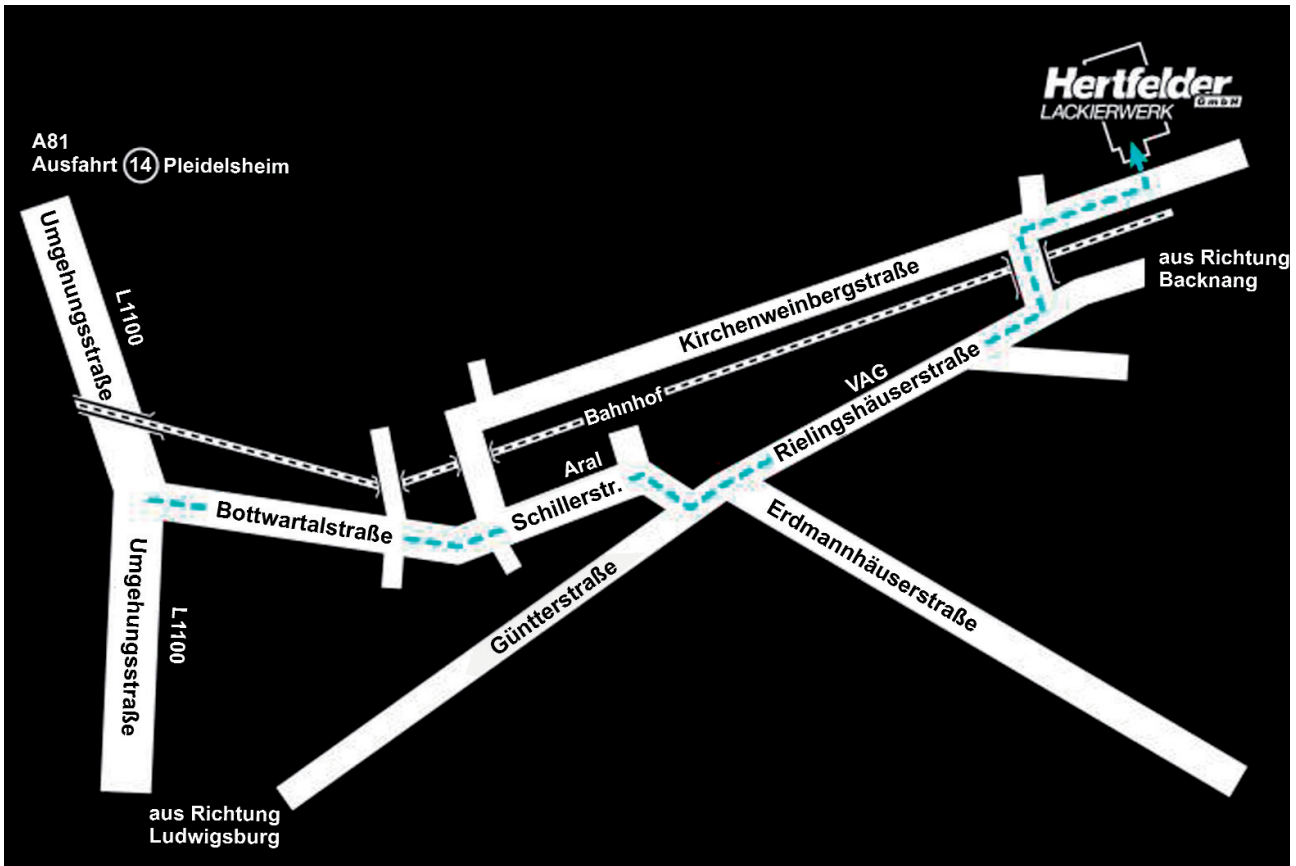 Hertfelder
GmbH
LACKIERWERK
A81
Ausfahrt 14 Pleidelsheim
Umgehungsstraße
L1100
aus Richtung
Backnang
Kirchenweinbergstraße
VAG
Bahnhof
Rielingshäuserstraße
Aral
Schillerstr.
Bottwartalstraße
Erdmannhäuserstraße
Güntterstraße
Umgehungsstraße
L1100
aus Richtung
Ludwigsburg